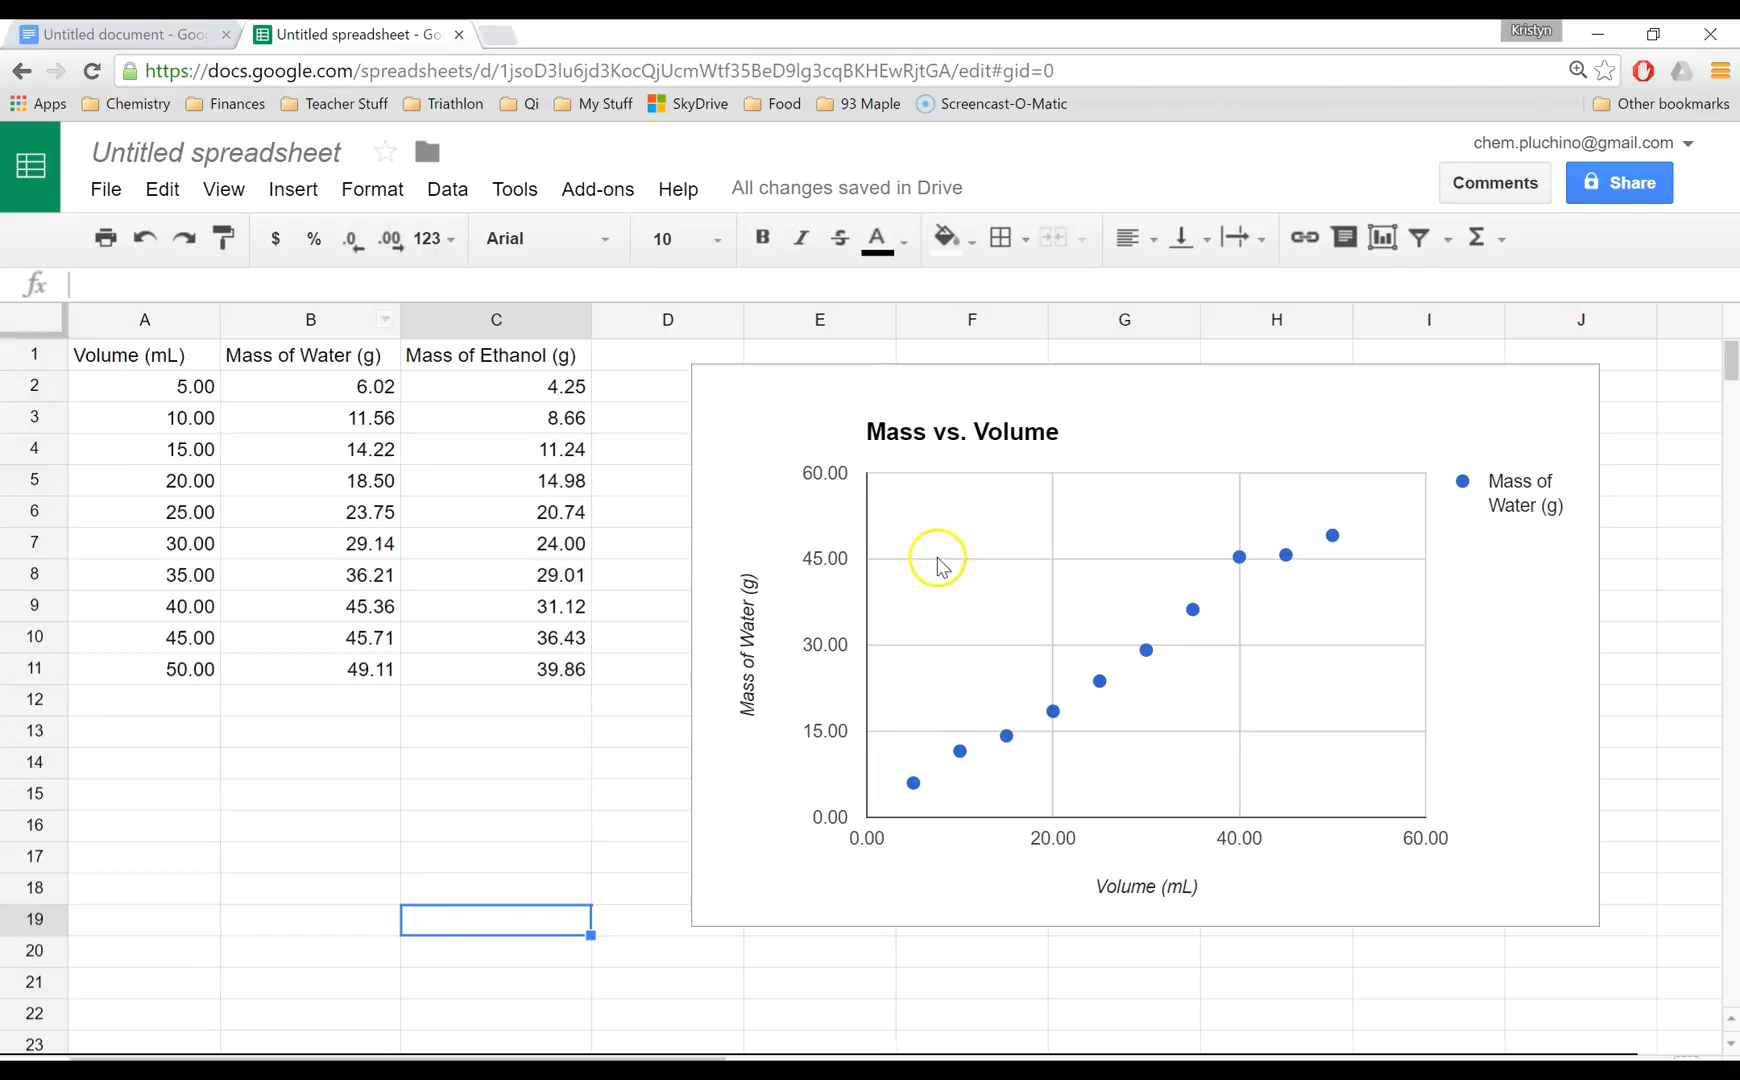 Untitled document - Goo
Untitled spreadsheet - Go
Kristyn
https://docs.google.com/spreadsheets/d/1jsoD3lu6jd3KocQjUcmWtf35BeD9lg3cqBKHEwRjtGA/edit#gid=0
Apps Chemistry Finances Teacher Stuff Triathlon Qi My Stuff SkyDrive Food 93 Maple Screencast-O-Matic Other bookmarks
Untitled spreadsheet
chem.pluchino@gmail.com
File Edit View Insert Format Data Tools Add-ons Help All changes saved in Drive
Comments Share
$ % .0 .00 123 Arial 10 B I S A Σ
fx
A B C D E F G H I J
1 Volume (mL) Mass of Water (g) Mass of Ethanol (g)
2 5.00 6.02 4.25
3 10.00 11.56 8.66
4 15.00 14.22 11.24
5 20.00 18.50 14.98
6 25.00 23.75 20.74
7 30.00 29.14 24.00
8 35.00 36.21 29.01
9 40.00 45.36 31.12
10 45.00 45.71 36.43
11 50.00 49.11 39.86
12
13
14
15
16
17
18
19
20
21
22
23
Mass vs. Volume
60.00
45.00
30.00
15.00
0.00
Mass of Water (g)
0.00 20.00 40.00 60.00
Volume (mL)
Mass of
Water (g)